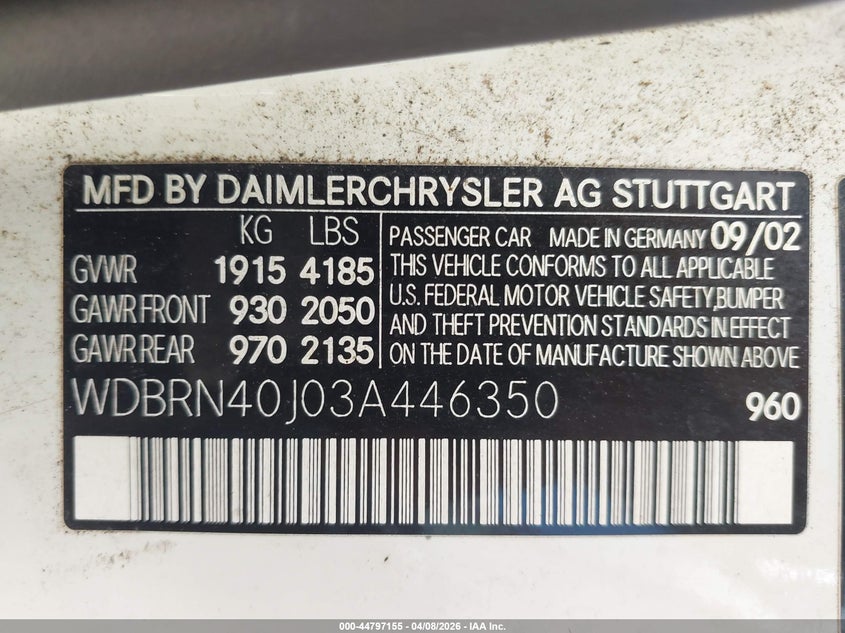 MFD BY DAIMLERCHRYSLER AG STUTTGART
KG LBS
GVWR 1915 4185
GAWR FRONT 930 2050
GAWR REAR 970 2135
PASSENGER CAR MADE IN GERMANY 09/02
THIS VEHICLE CONFORMS TO ALL APPLICABLE
U.S. FEDERAL MOTOR VEHICLE SAFETY,BUMPER
AND THEFT PREVENTION STANDARDS IN EFFECT
ON THE DATE OF MANUFACTURE SHOWN ABOVE
WDBRN40J03A446350 960
000-44797155 - 04/08/2026 - IAA Inc.